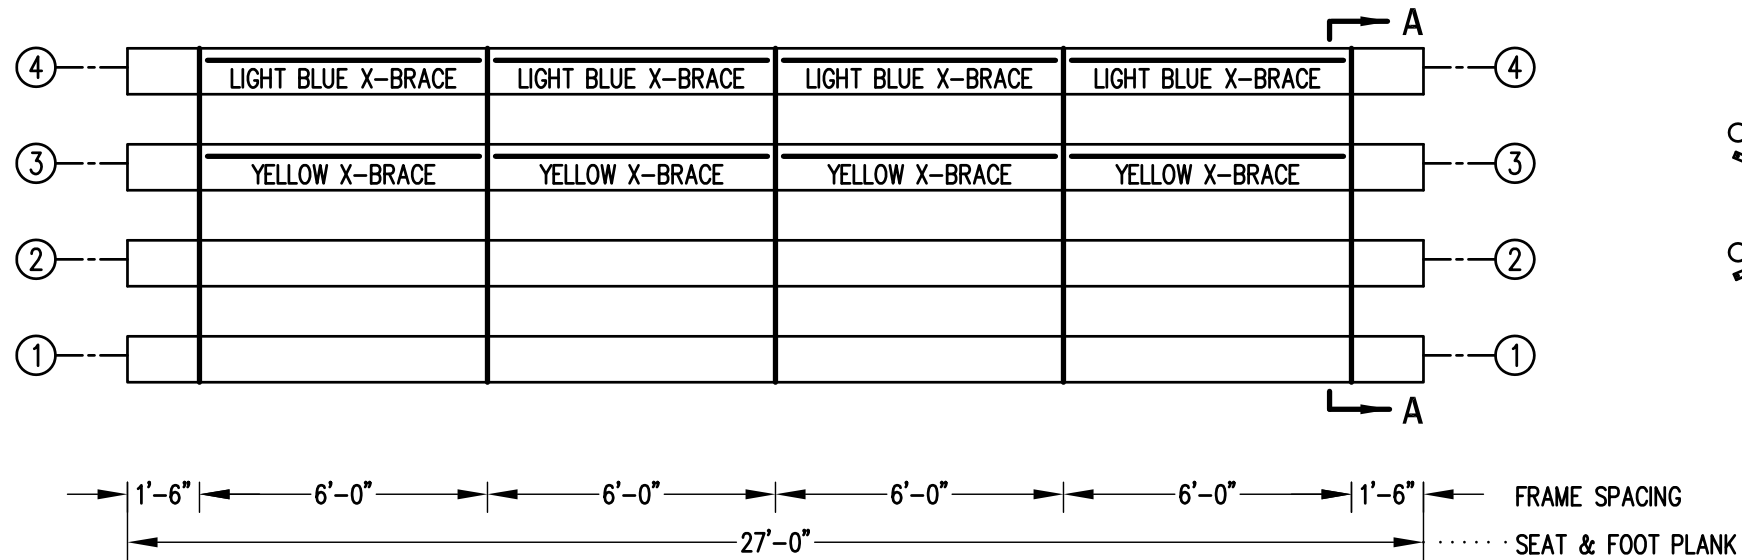 A
4 LIGHT BLUE X-BRACE LIGHT BLUE X-BRACE LIGHT BLUE X-BRACE LIGHT BLUE X-BRACE 4
3 YELLOW X-BRACE YELLOW X-BRACE YELLOW X-BRACE YELLOW X-BRACE 3
2 2
1 1
A
1'-6" 6'-0" 6'-0" 6'-0" 6'-0" 1'-6" FRAME SPACING
27'-0" SEAT & FOOT PLANK